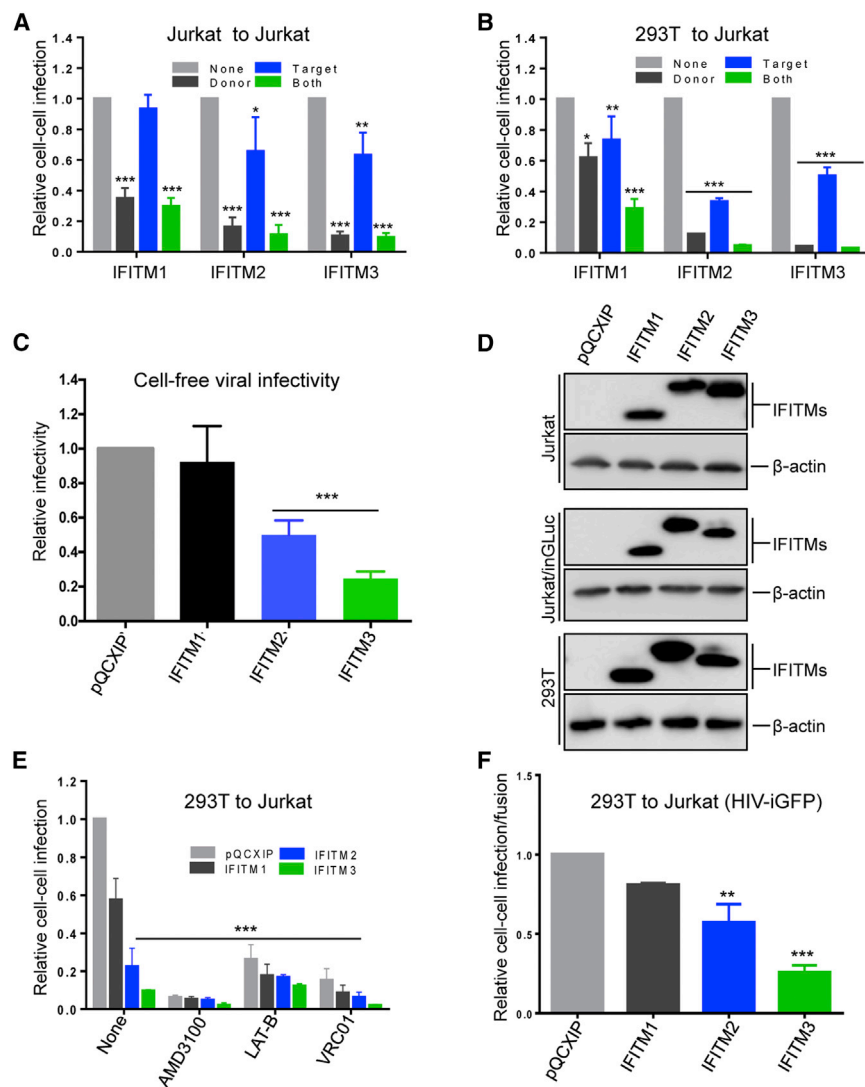 A
Jurkat to Jurkat
None
Target
Donor
Both
Relative cell-cell infection
1.4
1.2
1.0
0.8
0.6
0.4
0.2
0.0
***
***
*
***
***
**
***
***
IFITM1
IFITM2
IFITM3
B
293T to Jurkat
None
Target
Donor
Both
Relative cell-cell infection
1.4
1.2
1.0
0.8
0.6
0.4
0.2
0.0
*
**
***
***
***
IFITM1
IFITM2
IFITM3
C
Cell-free viral infectivity
Relative infectivity
1.4
1.2
1.0
0.8
0.6
0.4
0.2
0.0
***
pQCXIP
IFITM1
IFITM2
IFITM3
D
pQCXIP
IFITM1
IFITM2
IFITM3
Jurkat
IFITMs
β-actin
Jurkat/inGLuc
IFITMs
β-actin
293T
IFITMs
β-actin
E
293T to Jurkat
pQCXIP
IFITM2
IFITM1
IFITM3
Relative cell-cell infection
1.2
1.0
0.8
0.6
0.4
0.2
0.0
***
None
AMD3100
LAT-B
VRC01
F
293T to Jurkat (HIV-iGFP)
Relative cell-cell infection/fusion
1.5
1.0
0.5
0.0
**
***
pQCXIP
IFITM1
IFITM2
IFITM3